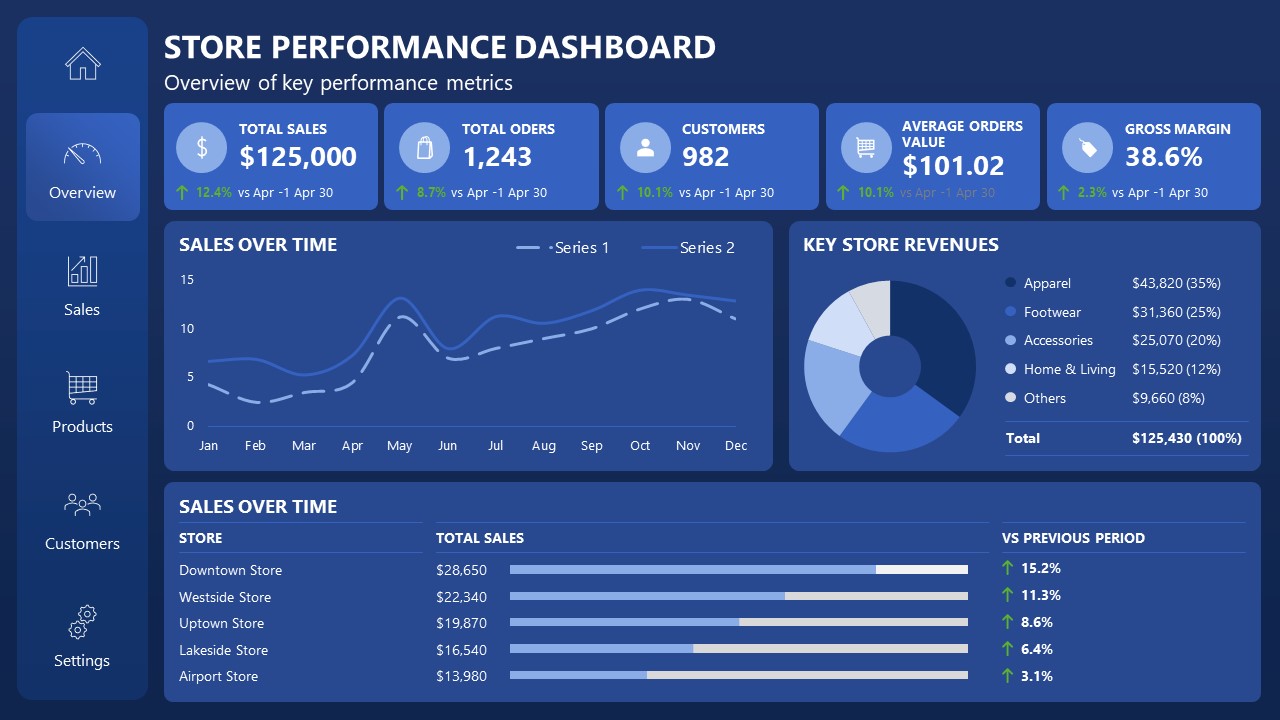 STORE PERFORMANCE DASHBOARD
Overview of key performance metrics
Overview
Sales
Products
Customers
Settings
TOTAL SALES
$125,000
12.4% vs Apr -1 Apr 30
TOTAL ODERS
1,243
8.7% vs Apr -1 Apr 30
CUSTOMERS
982
10.1% vs Apr -1 Apr 30
AVERAGE ORDERS
VALUE
$101.02
10.1% vs Apr -1 Apr 30
GROSS MARGIN
38.6%
2.3% vs Apr -1 Apr 30
SALES OVER TIME
Series 1 Series 2
15
10
5
0
Jan Feb Mar Apr May Jun Jul Aug Sep Oct Nov Dec
KEY STORE REVENUES
Apparel $43,820 (35%)
Footwear $31,360 (25%)
Accessories $25,070 (20%)
Home & Living $15,520 (12%)
Others $9,660 (8%)
Total $125,430 (100%)
SALES OVER TIME
STORE TOTAL SALES VS PREVIOUS PERIOD
Downtown Store $28,650 15.2%
Westside Store $22,340 11.3%
Uptown Store $19,870 8.6%
Lakeside Store $16,540 6.4%
Airport Store $13,980 3.1%